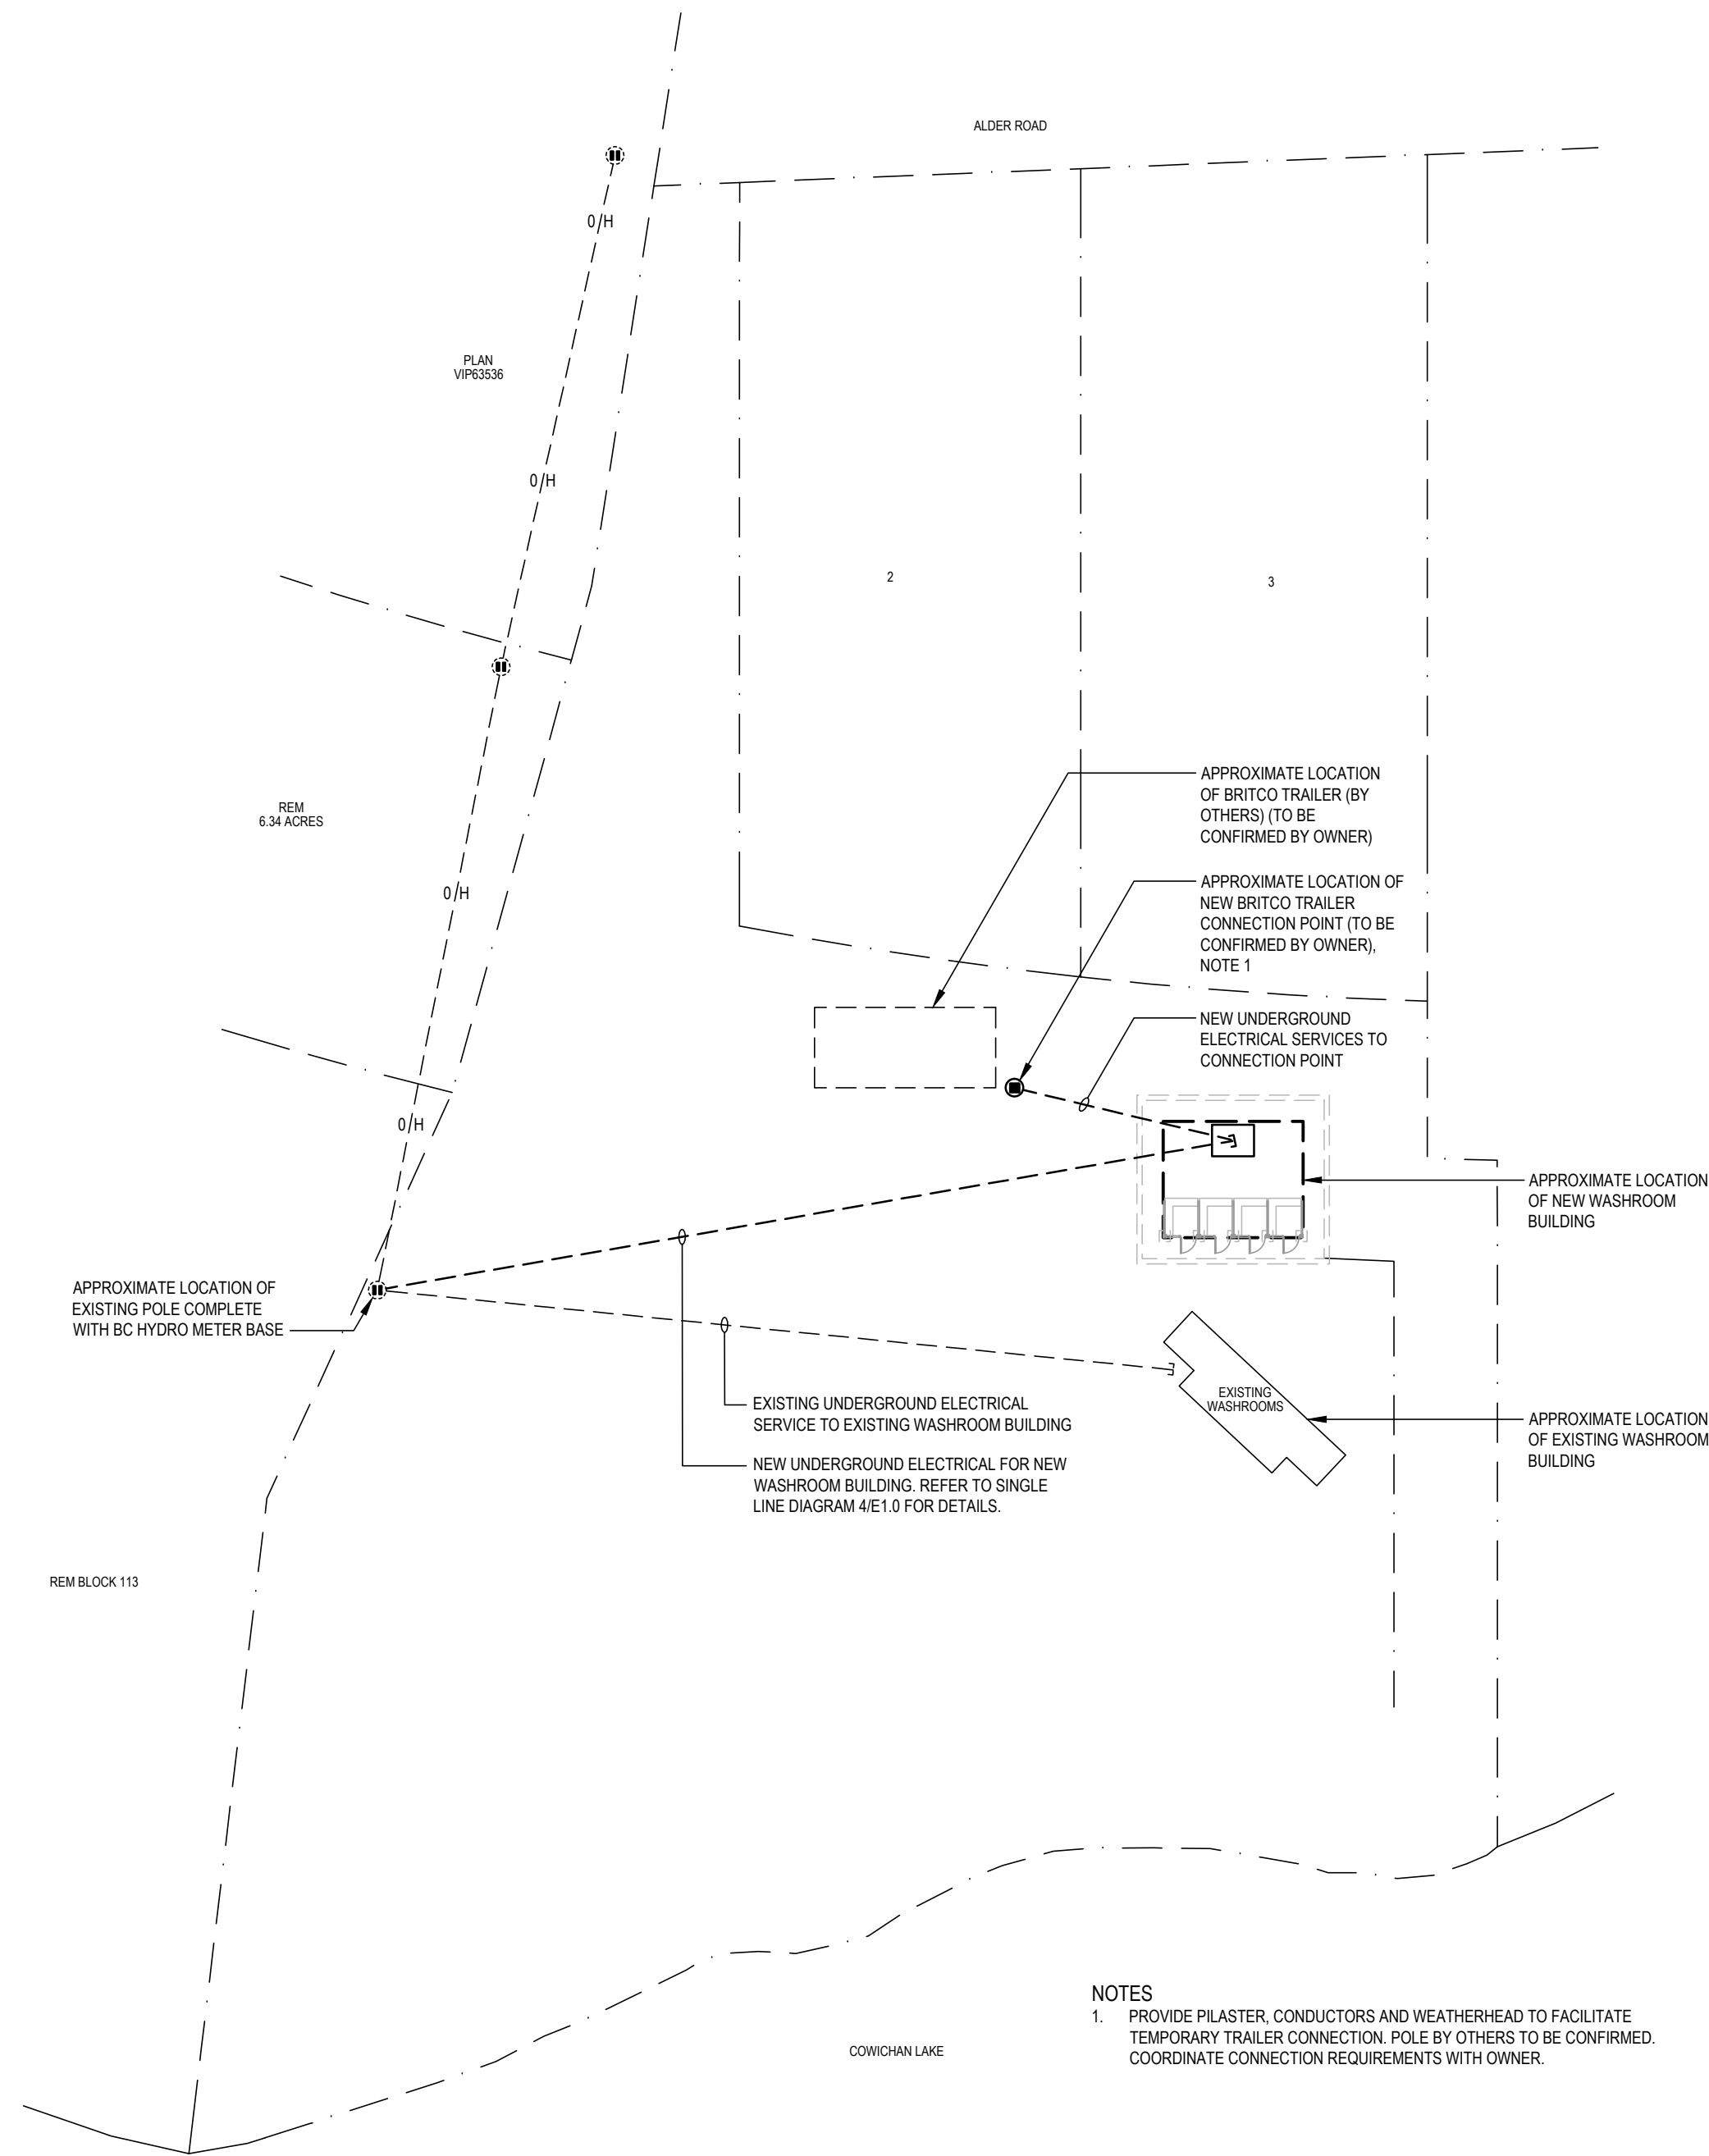 ALDER ROAD
0/H
PLAN
VIP63536
0/H
2
3
REM
6.34 ACRES
0/H
APPROXIMATE LOCATION
OF BRITCO TRAILER (BY
OTHERS) (TO BE
CONFIRMED BY OWNER)
APPROXIMATE LOCATION OF
NEW BRITCO TRAILER
CONNECTION POINT (TO BE
CONFIRMED BY OWNER),
NOTE 1
NEW UNDERGROUND
ELECTRICAL SERVICES TO
CONNECTION POINT
0/H
APPROXIMATE LOCATION
OF NEW WASHROOM
BUILDING
APPROXIMATE LOCATION OF
EXISTING POLE COMPLETE
WITH BC HYDRO METER BASE
EXISTING
WASHROOMS
EXISTING UNDERGROUND ELECTRICAL
SERVICE TO EXISTING WASHROOM BUILDING
APPROXIMATE LOCATION
OF EXISTING WASHROOM
BUILDING
NEW UNDERGROUND ELECTRICAL FOR NEW
WASHROOM BUILDING. REFER TO SINGLE
LINE DIAGRAM 4/E1.0 FOR DETAILS.
REM BLOCK 113
NOTES
1. PROVIDE PILASTER, CONDUCTORS AND WEATHERHEAD TO FACILITATE
TEMPORARY TRAILER CONNECTION. POLE BY OTHERS TO BE CONFIRMED.
COORDINATE CONNECTION REQUIREMENTS WITH OWNER.
COWICHAN LAKE